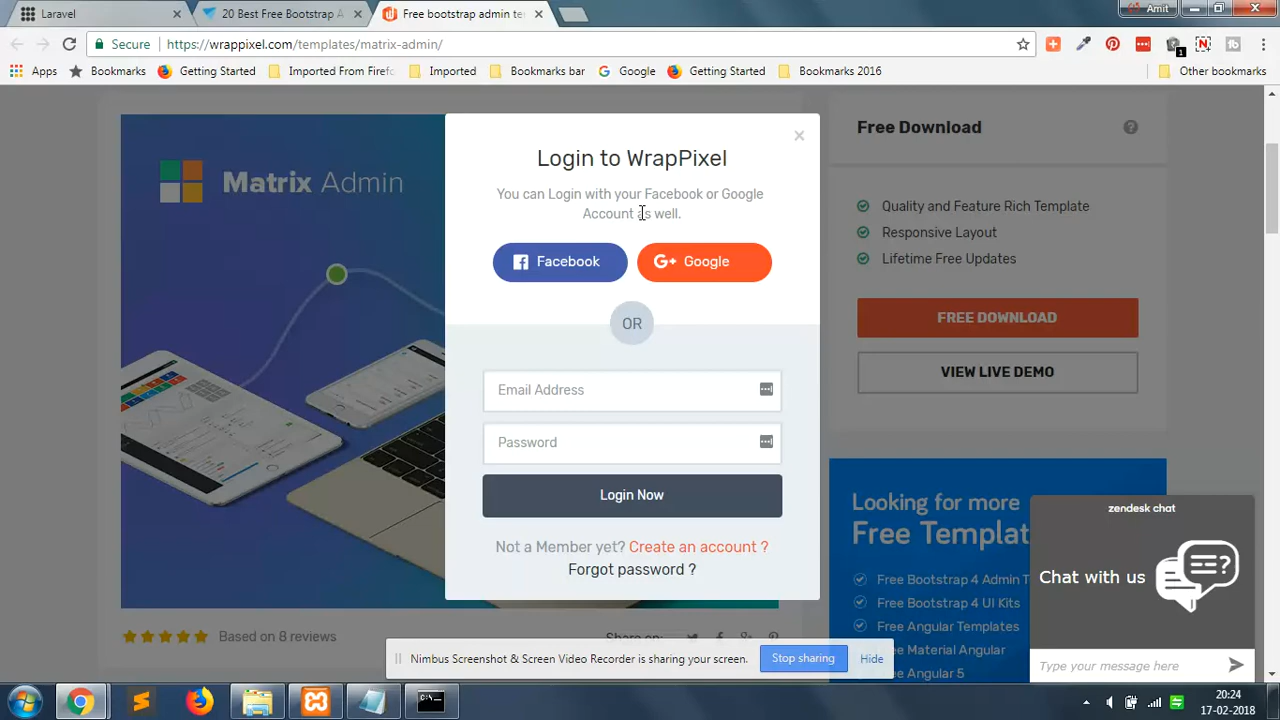 Laravel
20 Best Free Bootstrap A
Free bootstrap admin te
Amit
Secure
https://wrappixel.com/templates/matrix-admin/
1
Apps
Bookmarks
Getting Started
Imported From Firefo
Imported
Bookmarks bar
Google
Getting Started
Bookmarks 2016
Other bookmarks
Matrix Admin
Login to WrapPixel
You can Login with your Facebook or Google
Account as well.
Facebook
G+ Google
OR
Email Address
Password
Login Now
Not a Member yet? Create an account ?
Forgot password ?
Free Download
?
Quality and Feature Rich Template
Responsive Layout
Lifetime Free Updates
FREE DOWNLOAD
VIEW LIVE DEMO
Looking for more
Free Templat
Free Bootstrap 4 Admin T
Free Bootstrap 4 UI Kits
Free Angular Templates
Free Material Angular
Free Angular 5
zendesk chat
Chat with us
Type your message here
Based on 8 reviews
Share on:
Nimbus Screenshot & Screen Video Recorder is sharing your screen.
Stop sharing
Hide
20:24
17-02-2018